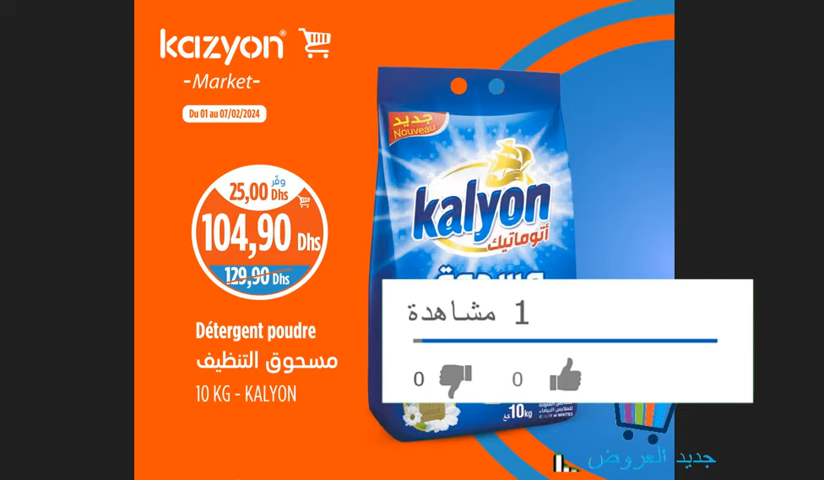 kazyon
-Market-
Du 01 au 07/02/2024
وفّر
25,00 Dhs
104,90 Dhs
129,90 Dhs
Détergent poudre
مسحوق التنظيف
10 KG - KALYON
جديد
Nouveau
kalyon
أتوماتيك
1 مشاهدة
0 0
10kg كغ
جديد العروض